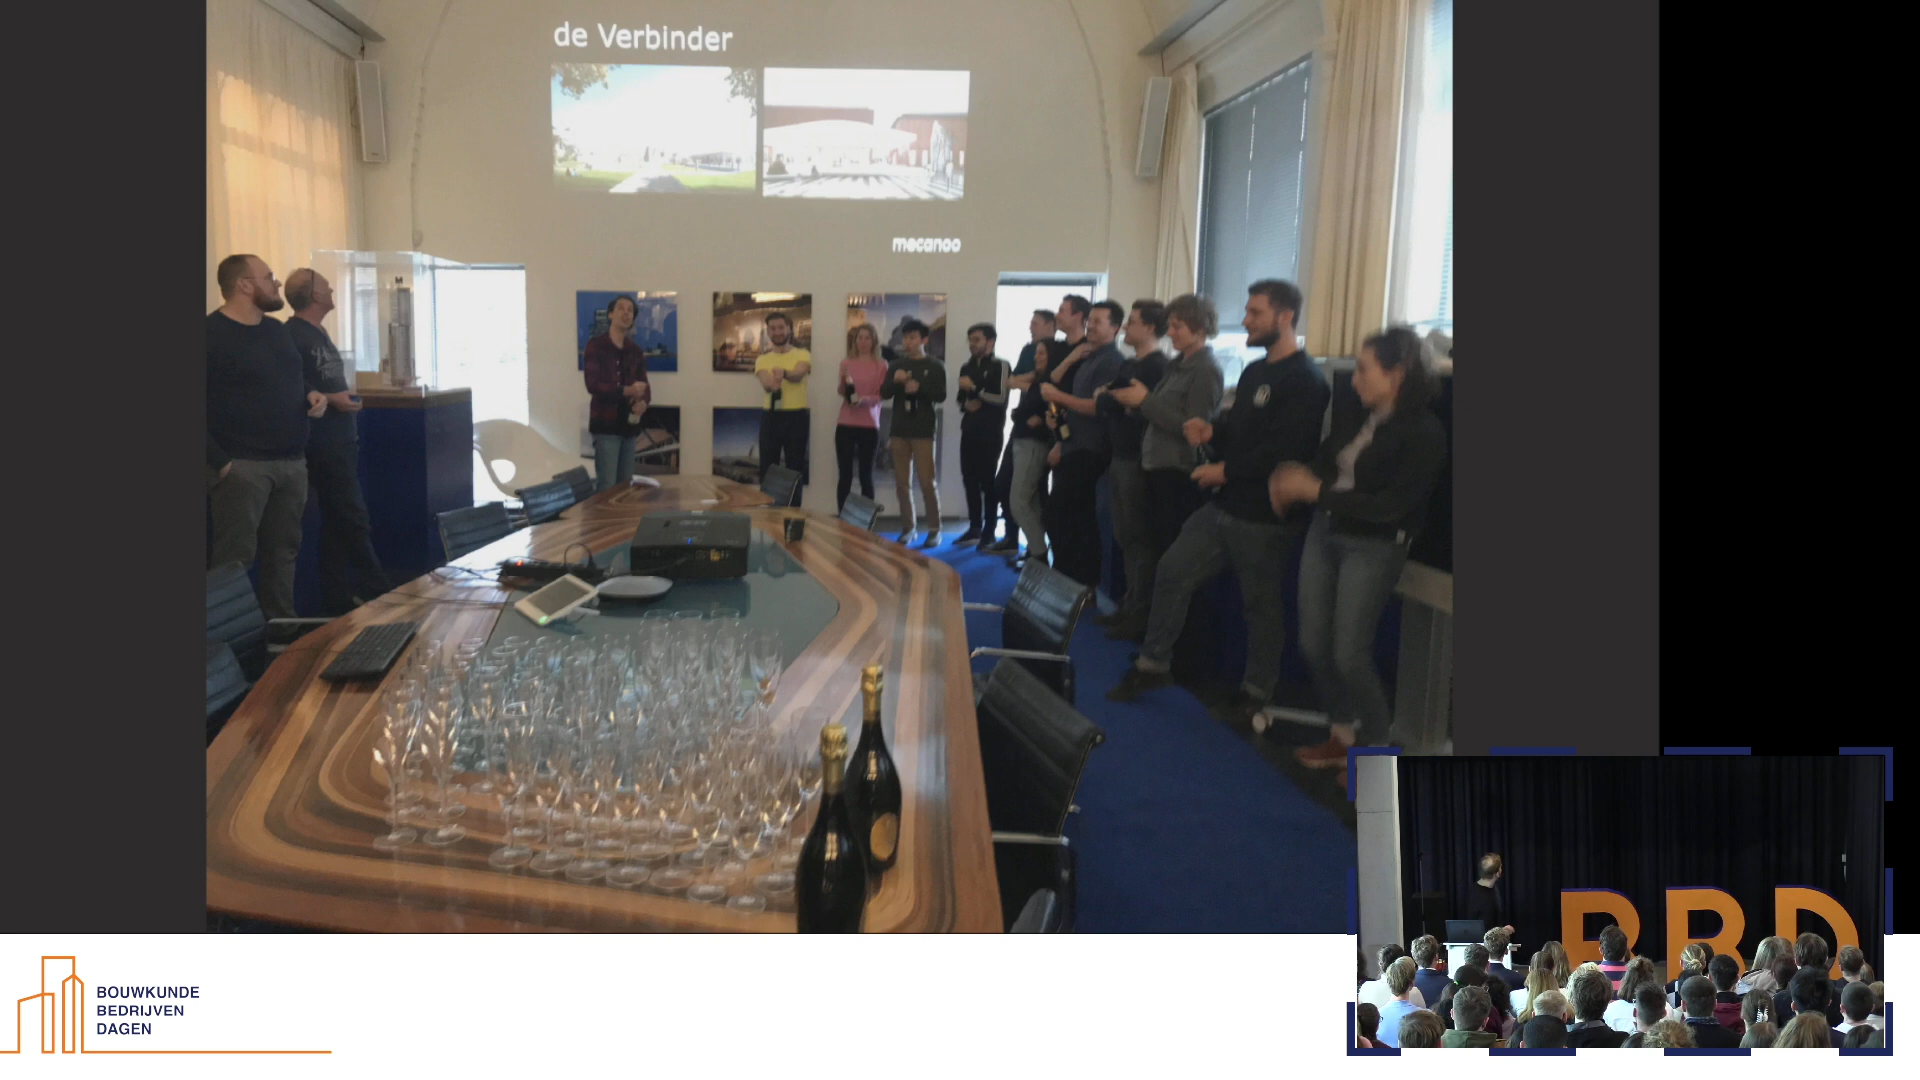 de Verbinder
mecanoo
BOUWKUNDE
BEDRIJVEN
DAGEN
BBD